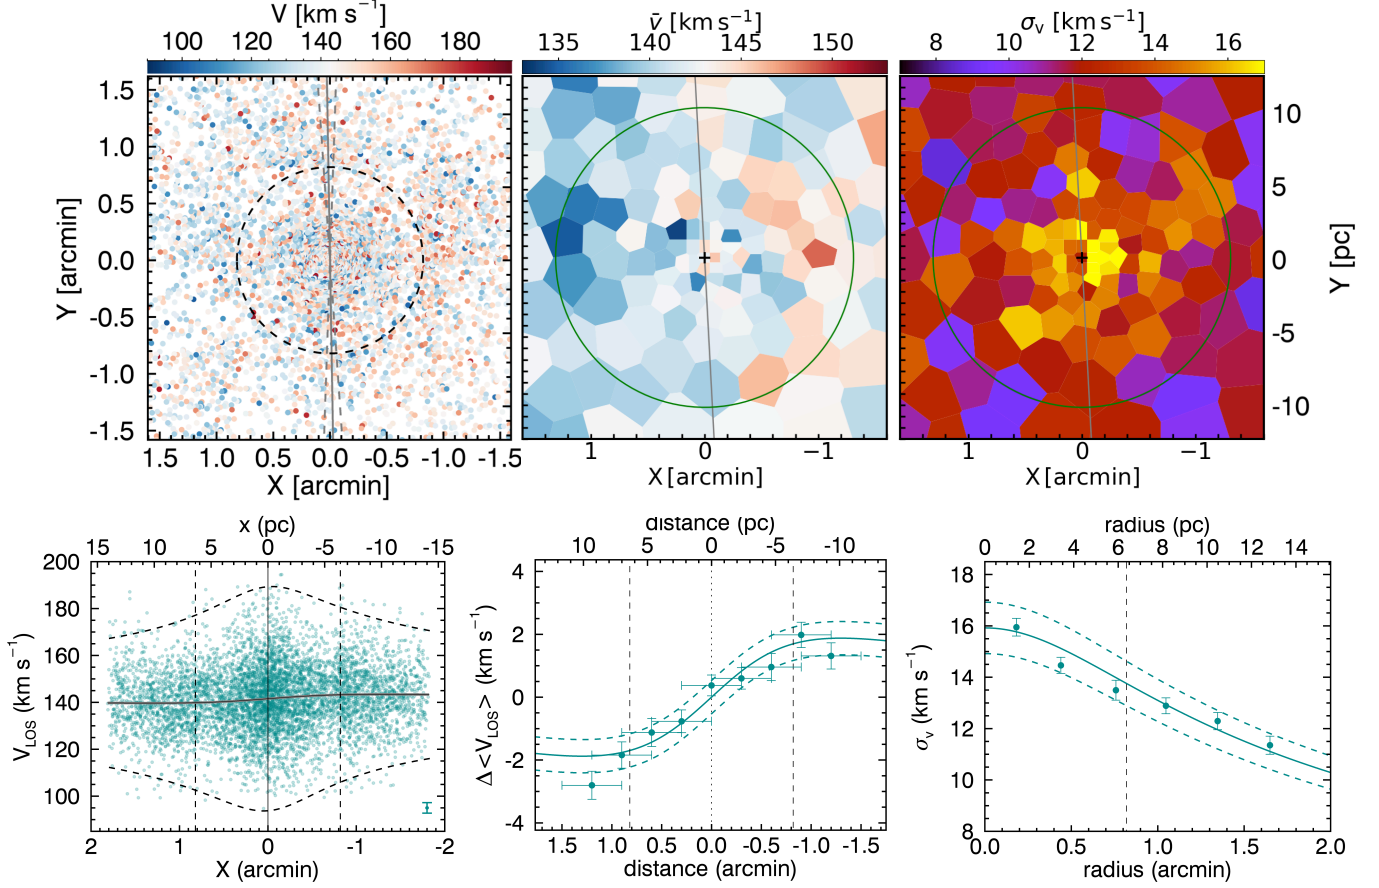 V [km s⁻¹]
100 120 140 160 180
1.5
1.0
0.5
0.0
-0.5
-1.0
-1.5
Y [arcmin]
1.5 1.0 0.5 0.0 -0.5 -1.0 -1.5
X [arcmin]
v̄ [km s⁻¹]
135 140 145 150
1 0 −1
X [arcmin]
σᵥ [km s⁻¹]
8 10 12 14 16
10
5
0
-5
-10
Y [pc]
1 0 −1
X [arcmin]
x (pc)
15 10 5 0 -5 -10 -15
200
180
160
140
120
100
V_LOS (km s⁻¹)
2 1 0 -1 -2
X (arcmin)
distance (pc)
10 5 0 -5 -10
4
2
0
-2
-4
Δ<V_LOS> (km s⁻¹)
1.5 1.0 0.5 0.0 -0.5 -1.0 -1.5
distance (arcmin)
radius (pc)
0 2 4 6 8 10 12 14
18
16
14
12
10
8
σᵥ (km s⁻¹)
0.0 0.5 1.0 1.5 2.0
radius (arcmin)